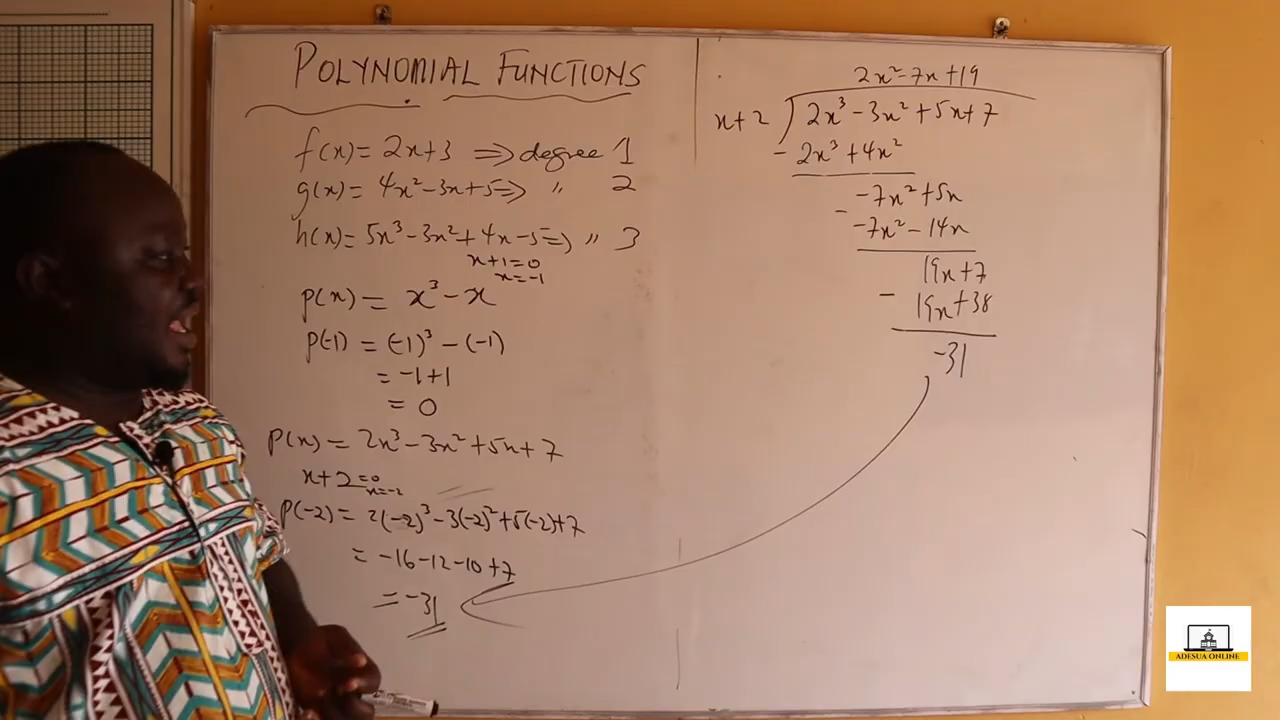 POLYNOMIAL FUNCTIONS
f(x) = 2x+3 ⇒ degree 1
g(x) = 4x² - 3x + 5 ⇒ " 2
h(x) = 5x³ - 3x² + 4x - 5 ⇒ " 3
x+1=0
x=-1
p(x) = x³ - x
p(-1) = (-1)³ - (-1)
= -1+1
= 0
p(x) = 2x³ - 3x² + 5x + 7
x+2=0
x=-2
p(-2) = 2(-2)³ - 3(-2)² + 5(-2) + 7
= -16 - 12 - 10 + 7
= -31
2x² - 7x + 19
x+2 ) 2x³ - 3x² + 5x + 7
- 2x³ + 4x²
-7x² + 5x
- -7x² - 14x
19x + 7
- 19x + 38
-31
ADESUA ONLINE